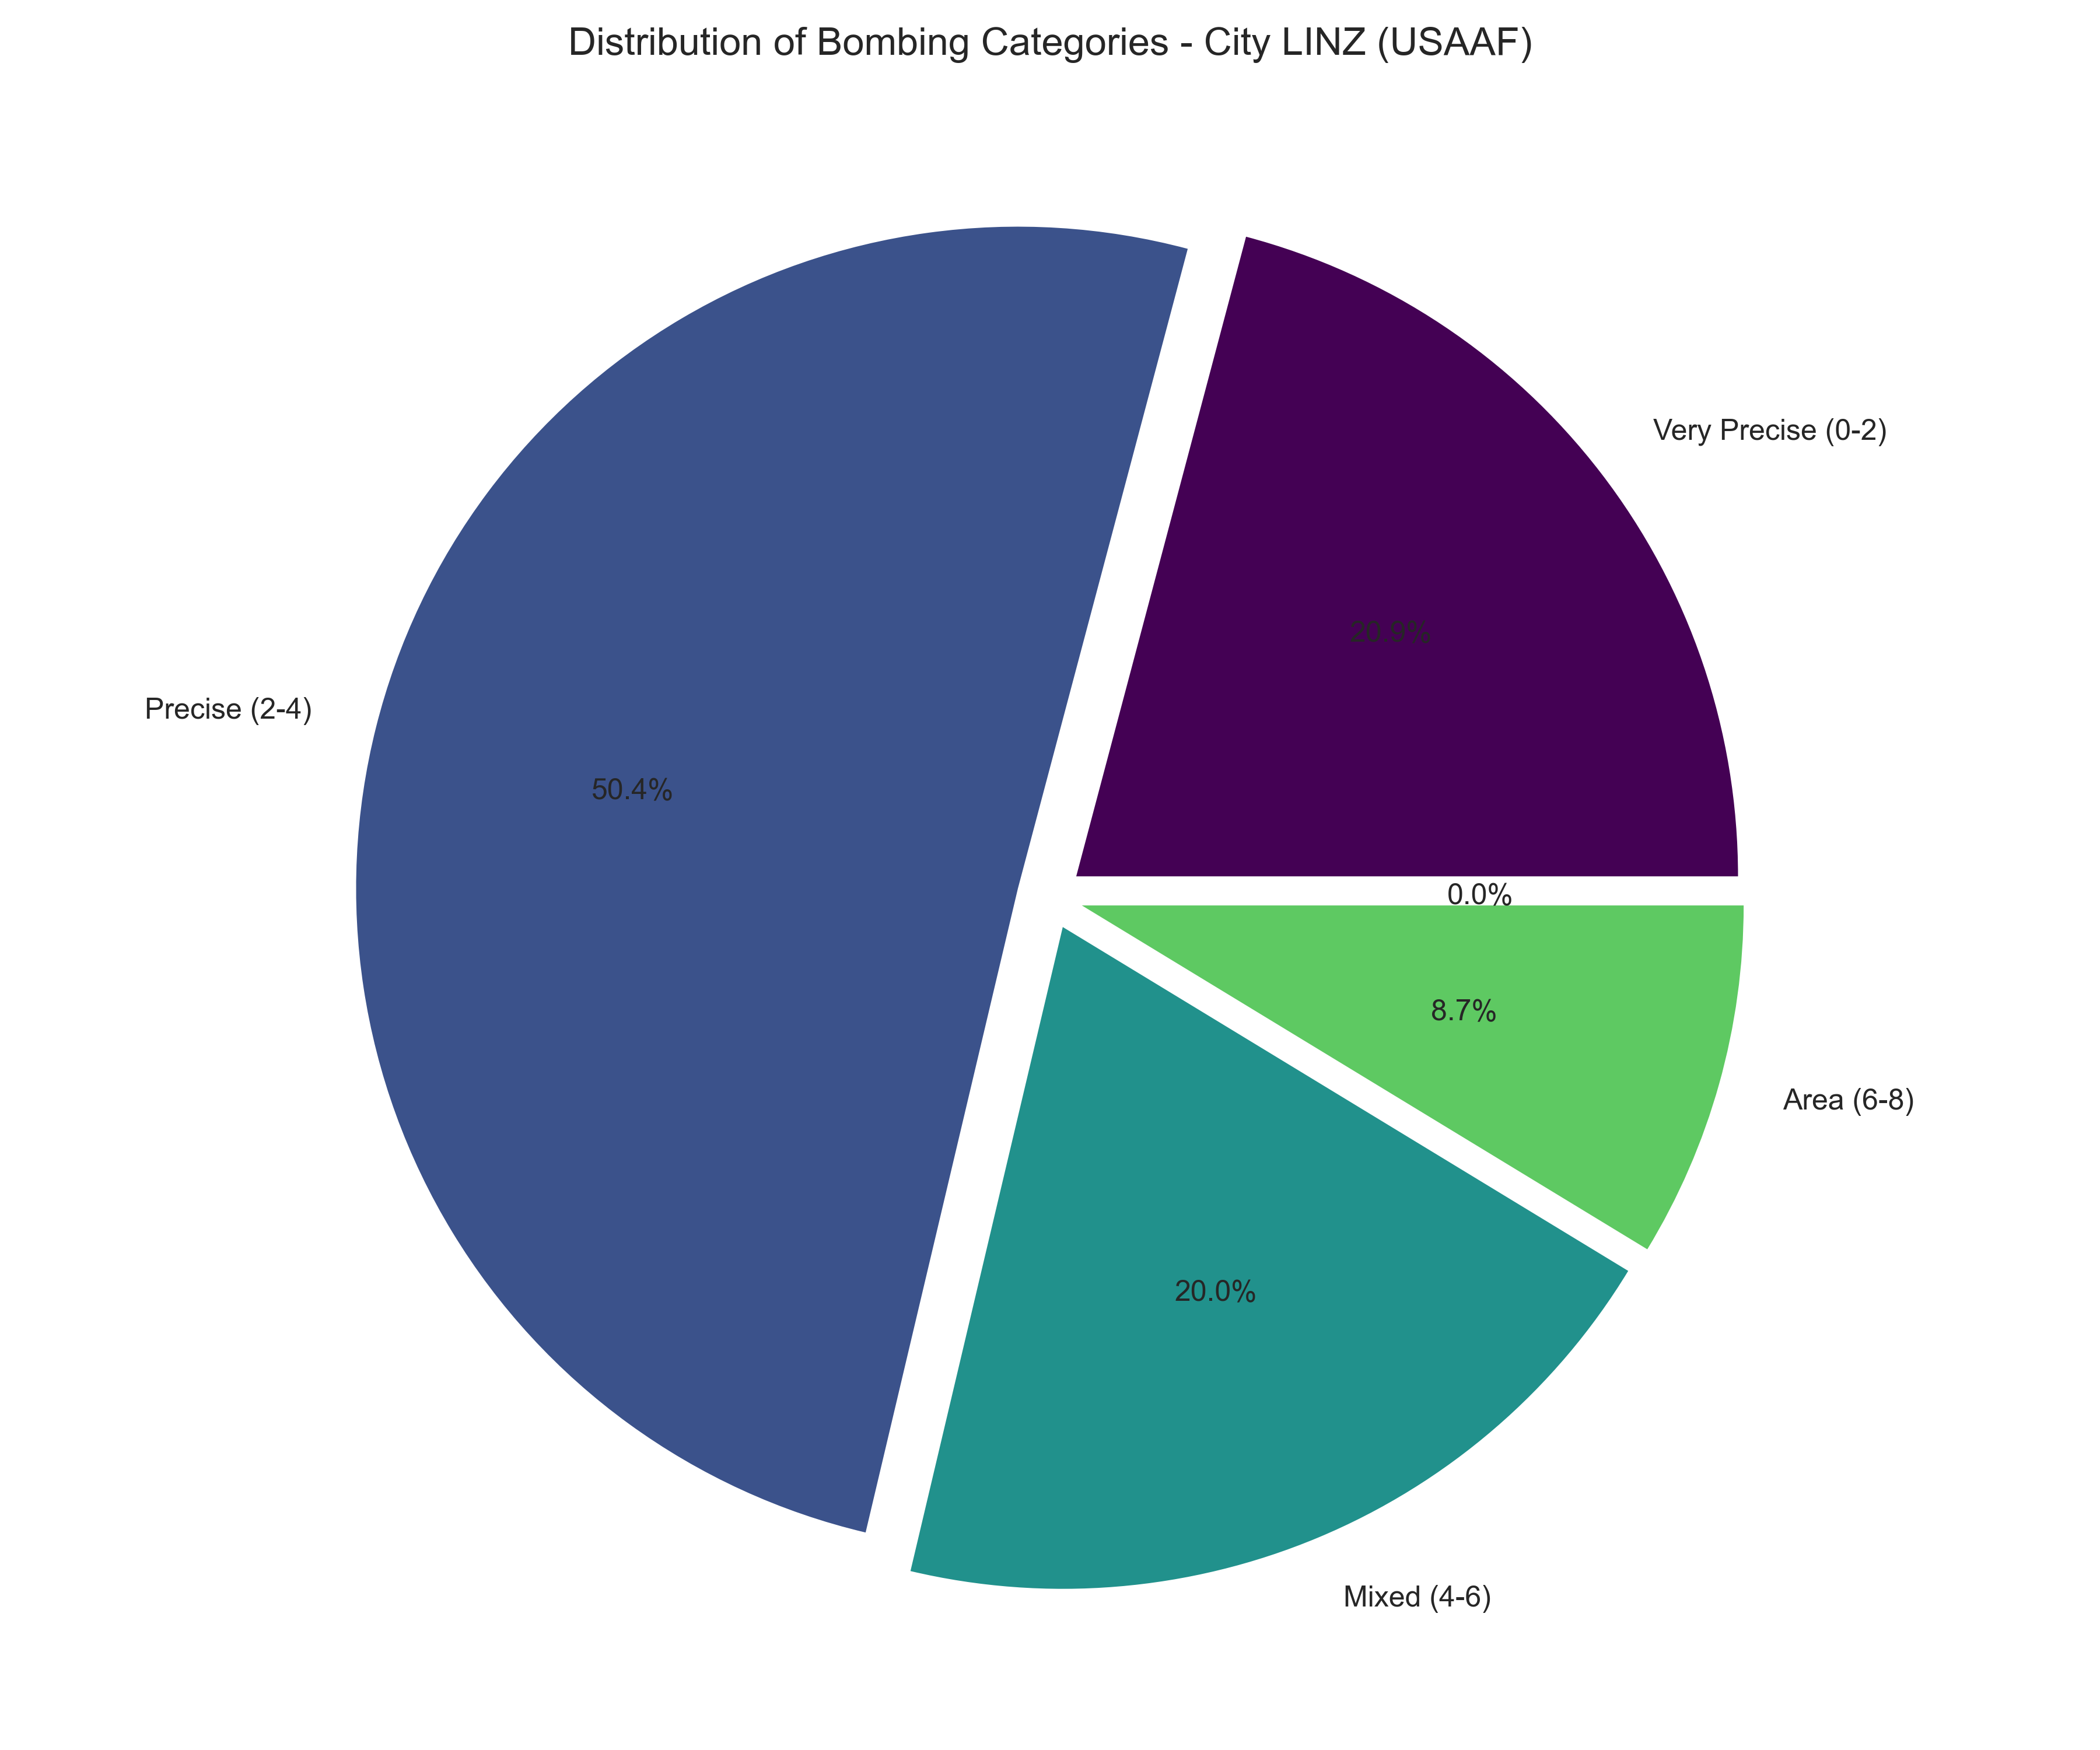 Distribution of Bombing Categories - City LINZ (USAAF)
Very Precise (0-2)
20.9%
Precise (2-4)
50.4%
0.0%
8.7%
Area (6-8)
20.0%
Mixed (4-6)